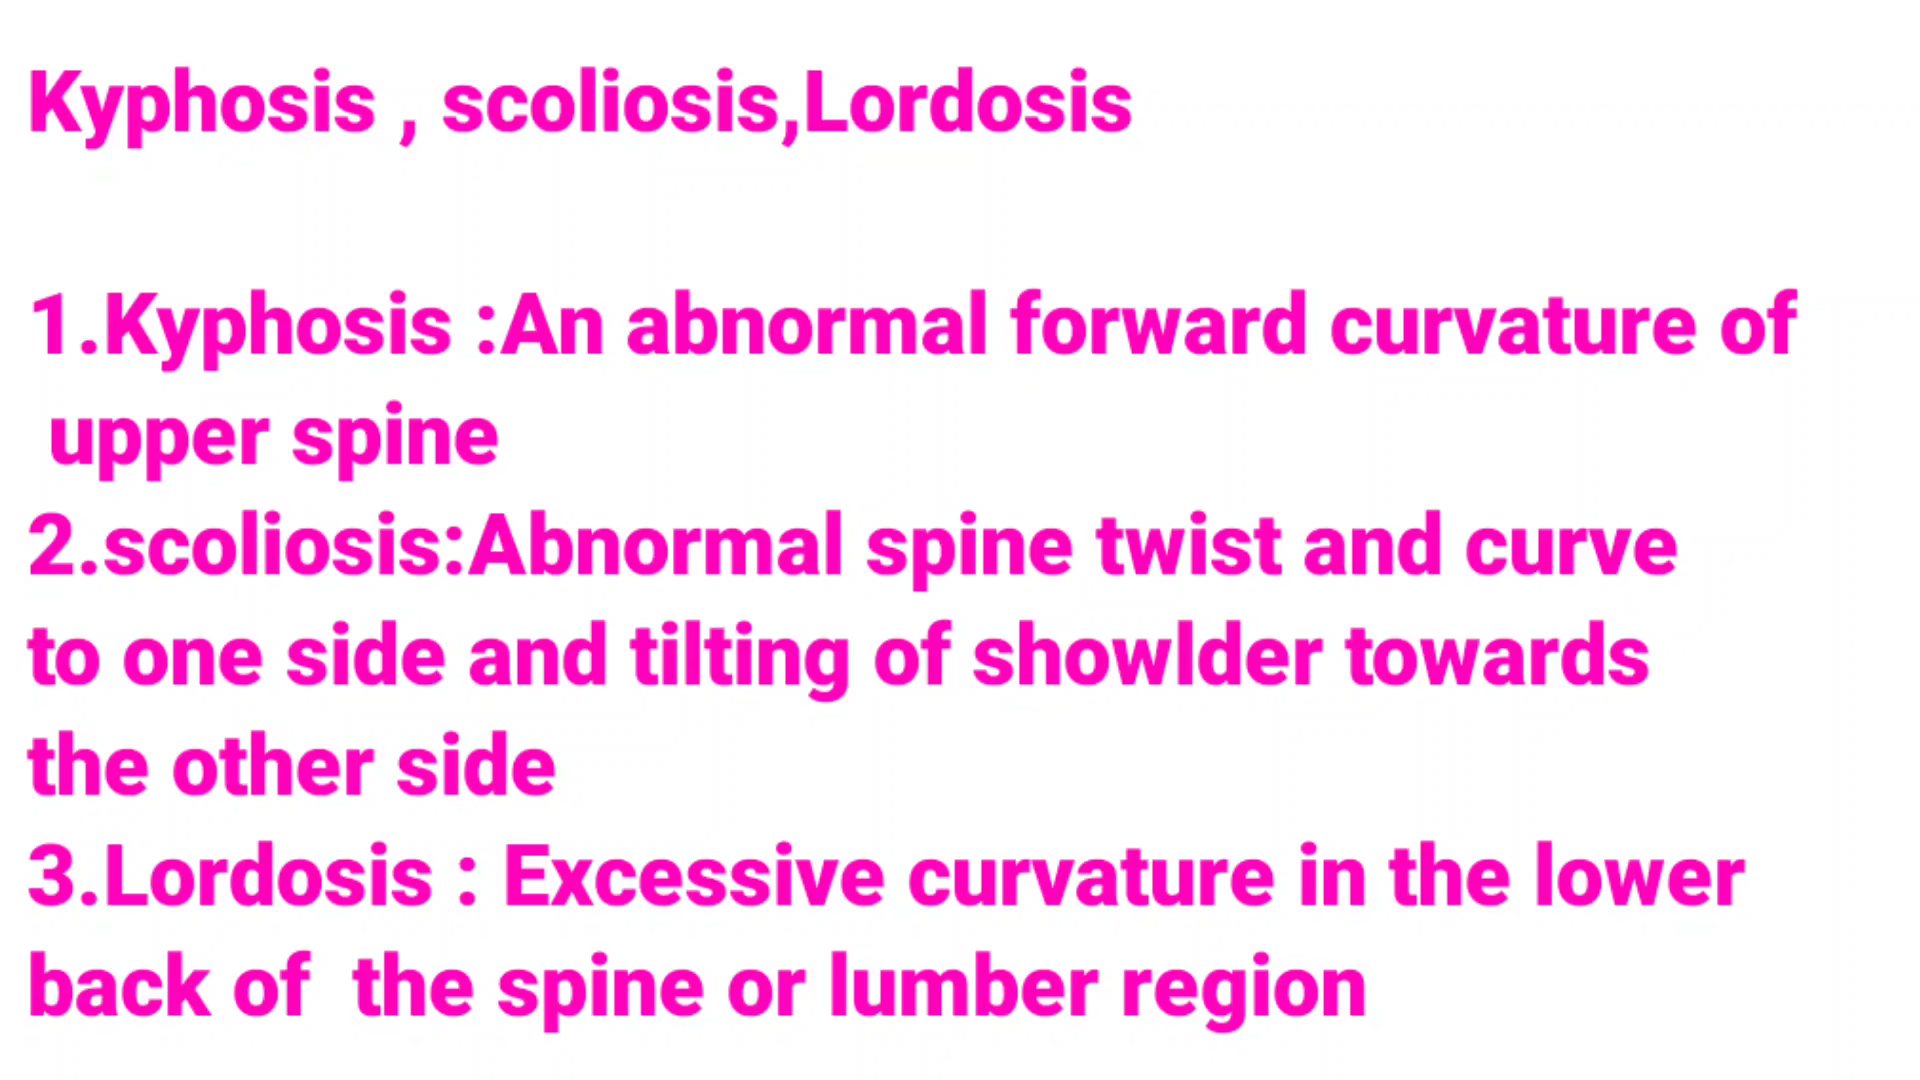 Kyphosis , scoliosis,Lordosis
1.Kyphosis :An abnormal forward curvature of
upper spine
2.scoliosis:Abnormal spine twist and curve
to one side and tilting of showlder towards
the other side
3.Lordosis : Excessive curvature in the lower
back of  the spine or lumber region